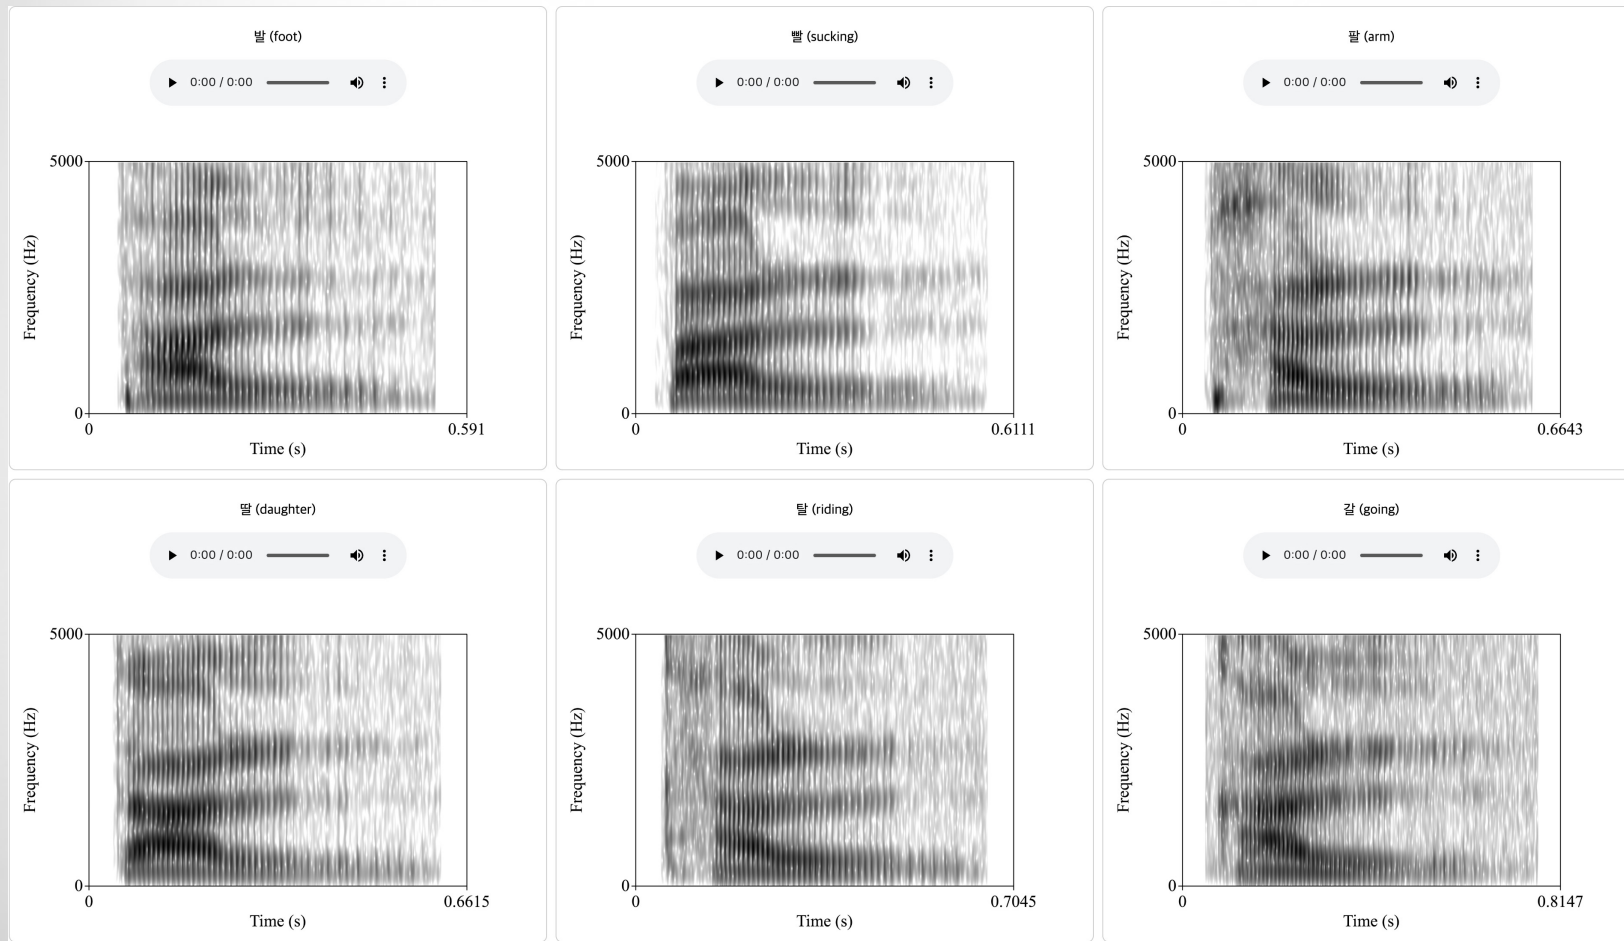 발 (foot)
0:00 / 0:00
5000
Frequency (Hz)
0
0
0.591
Time (s)
빨 (sucking)
0:00 / 0:00
5000
Frequency (Hz)
0
0
0.6111
Time (s)
팔 (arm)
0:00 / 0:00
5000
Frequency (Hz)
0
0
0.6643
Time (s)
딸 (daughter)
0:00 / 0:00
5000
Frequency (Hz)
0
0
0.6615
Time (s)
탈 (riding)
0:00 / 0:00
5000
Frequency (Hz)
0
0
0.7045
Time (s)
갈 (going)
0:00 / 0:00
5000
Frequency (Hz)
0
0
0.8147
Time (s)